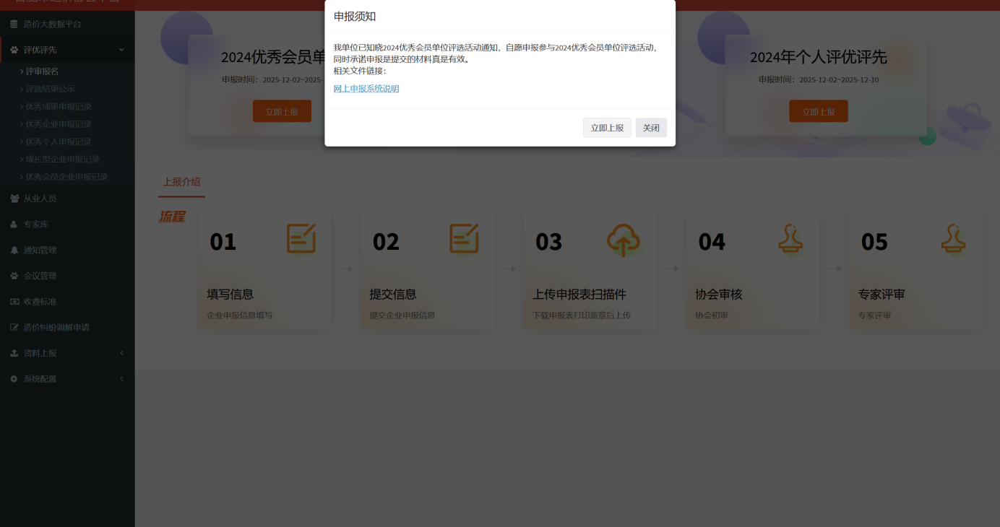 造价大数据平台
评优评先
评审报名
评选结果公示
优秀成果申报记录
优秀企业申报记录
优秀个人申报记录
成长型企业申报记录
优秀会员企业申报记录
从业人员
专家库
通知管理
会议管理
收费标准
造价纠纷调解申请
资料上报
系统配置
2024优秀会员单
申报时间：2025-12-02~2025-
立即上报
申报须知
我单位已知晓2024优秀会员单位评选活动通知，自愿申报参与2024优秀会员单位评选活动，
同时承诺申报是提交的材料真是有效。
相关文件链接：
网上申报系统说明
立即上报 关闭
2024年个人评优评先
申报时间：2025-12-02~2025-12-10
立即上报
上报介绍
流程
01
填写信息
企业申报信息填写
02
提交信息
提交企业申报信息
03
上传申报表扫描件
下载申报表打印盖章后上传
04
协会审核
协会初审
05
专家评审
专家评审